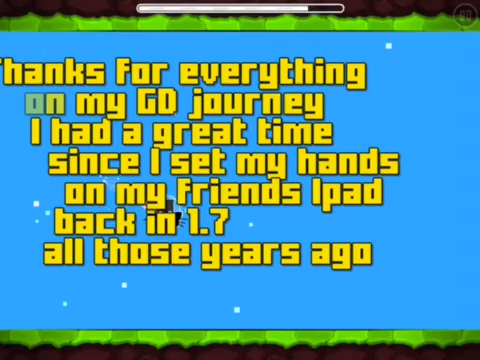 Thanks for everything
on my GD journey
I had a great time
since I set my hands
on my friends Ipad
back in 1.7
all those years ago